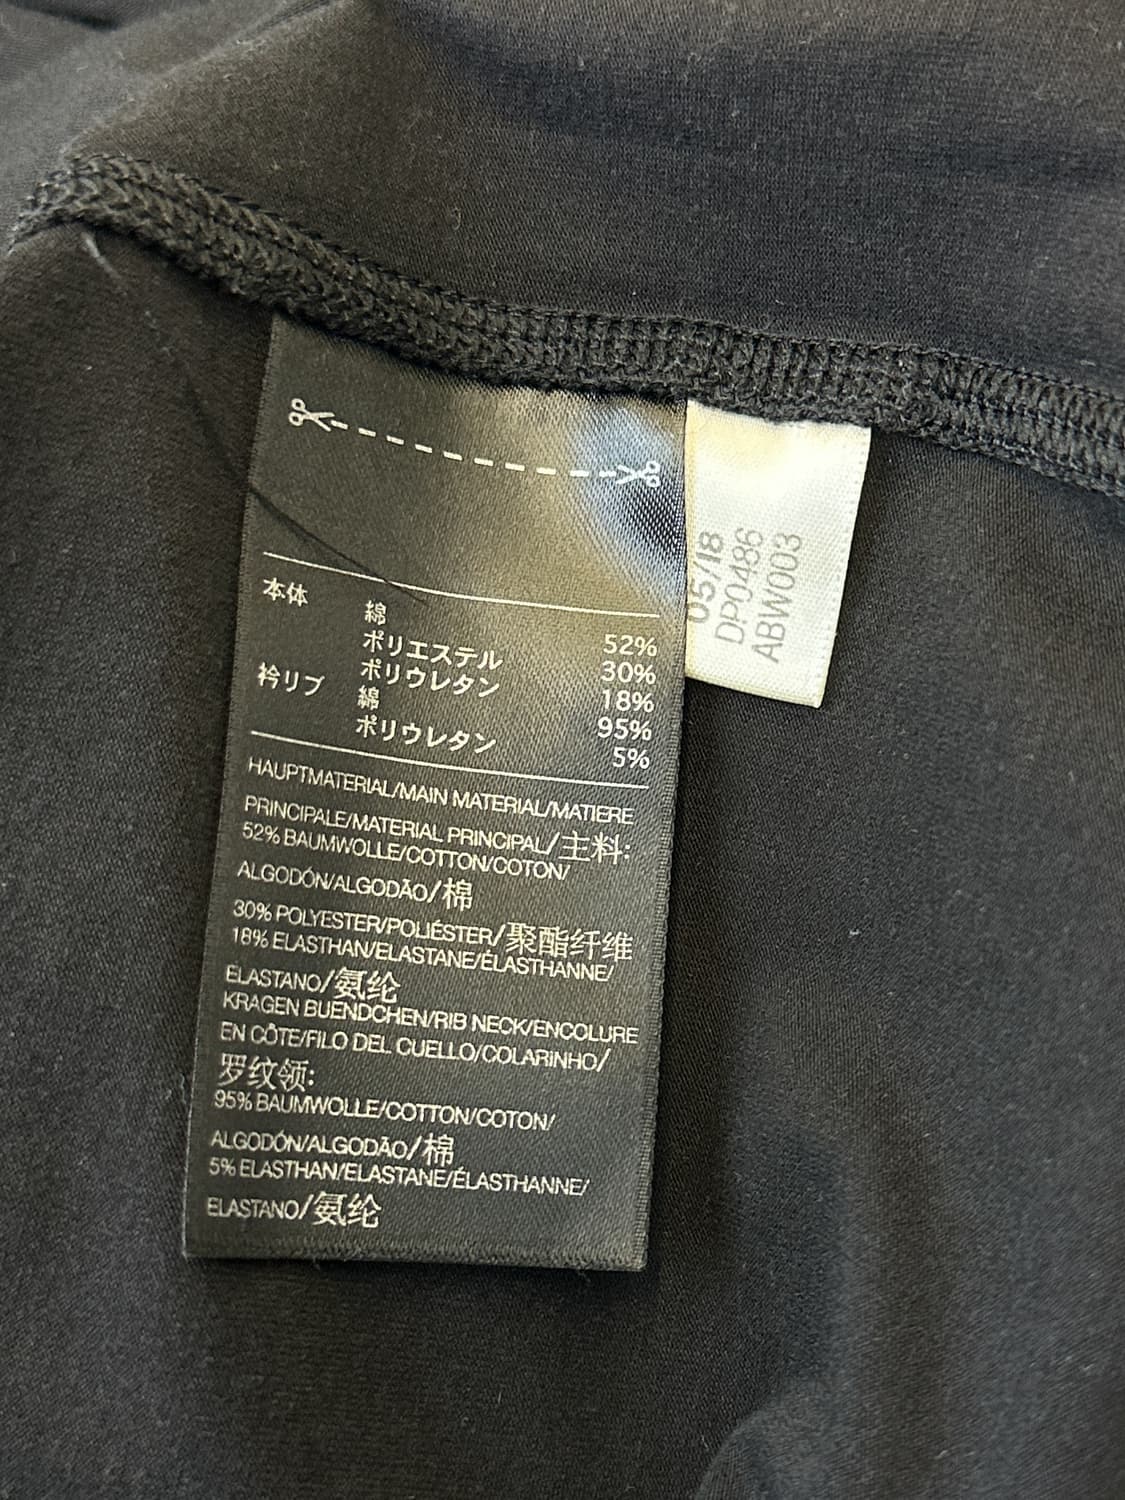 本体
綿 52%
ポリエステル 30%
ポリウレタン 18%
衿リブ
綿 95%
ポリウレタン 5%
HAUPTMATERIAL/MAIN MATERIAL/MATIERE
PRINCIPALE/MATERIAL PRINCIPAL/主料:
52% BAUMWOLLE/COTTON/COTON/
ALGODÓN/ALGODÃO/棉
30% POLYESTER/POLIÉSTER/聚酯纤维
18% ELASTHAN/ELASTANE/ÉLASTHANNE/
ELASTANO/氨纶
KRAGEN BUENDCHEN/RIB NECK/ENCOLURE
EN CÔTE/FILO DEL CUELLO/COLARINHO/
罗纹领:
95% BAUMWOLLE/COTTON/COTON/
ALGODÓN/ALGODÃO/棉
5% ELASTHAN/ELASTANE/ÉLASTHANNE/
ELASTANO/氨纶
05/18
DP0486
ABW003